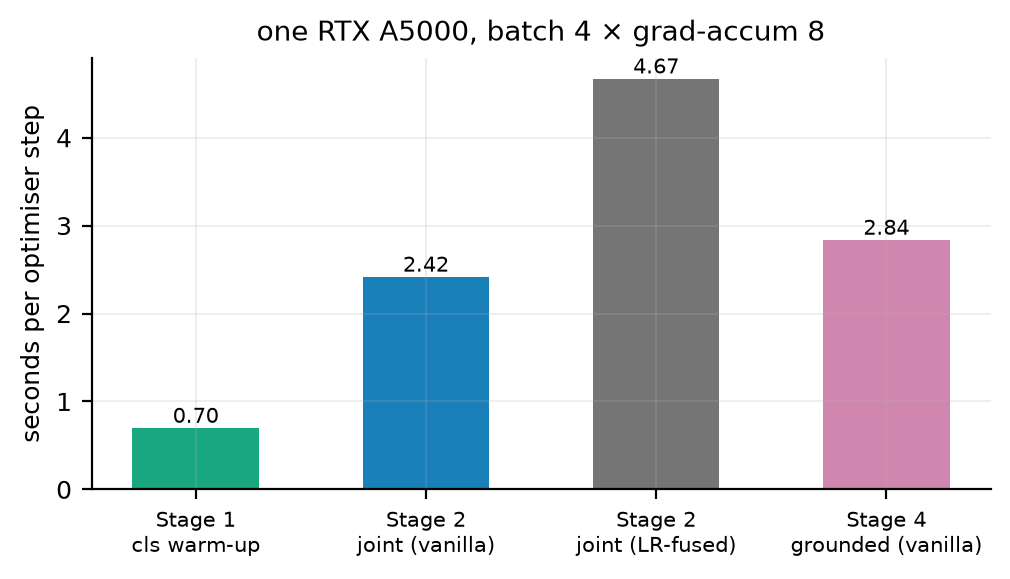 one RTX A5000, batch 4 × grad-accum 8
seconds per optimiser step
4
3
2
1
0
0.70
2.42
4.67
2.84
Stage 1
cls warm-up
Stage 2
joint (vanilla)
Stage 2
joint (LR-fused)
Stage 4
grounded (vanilla)